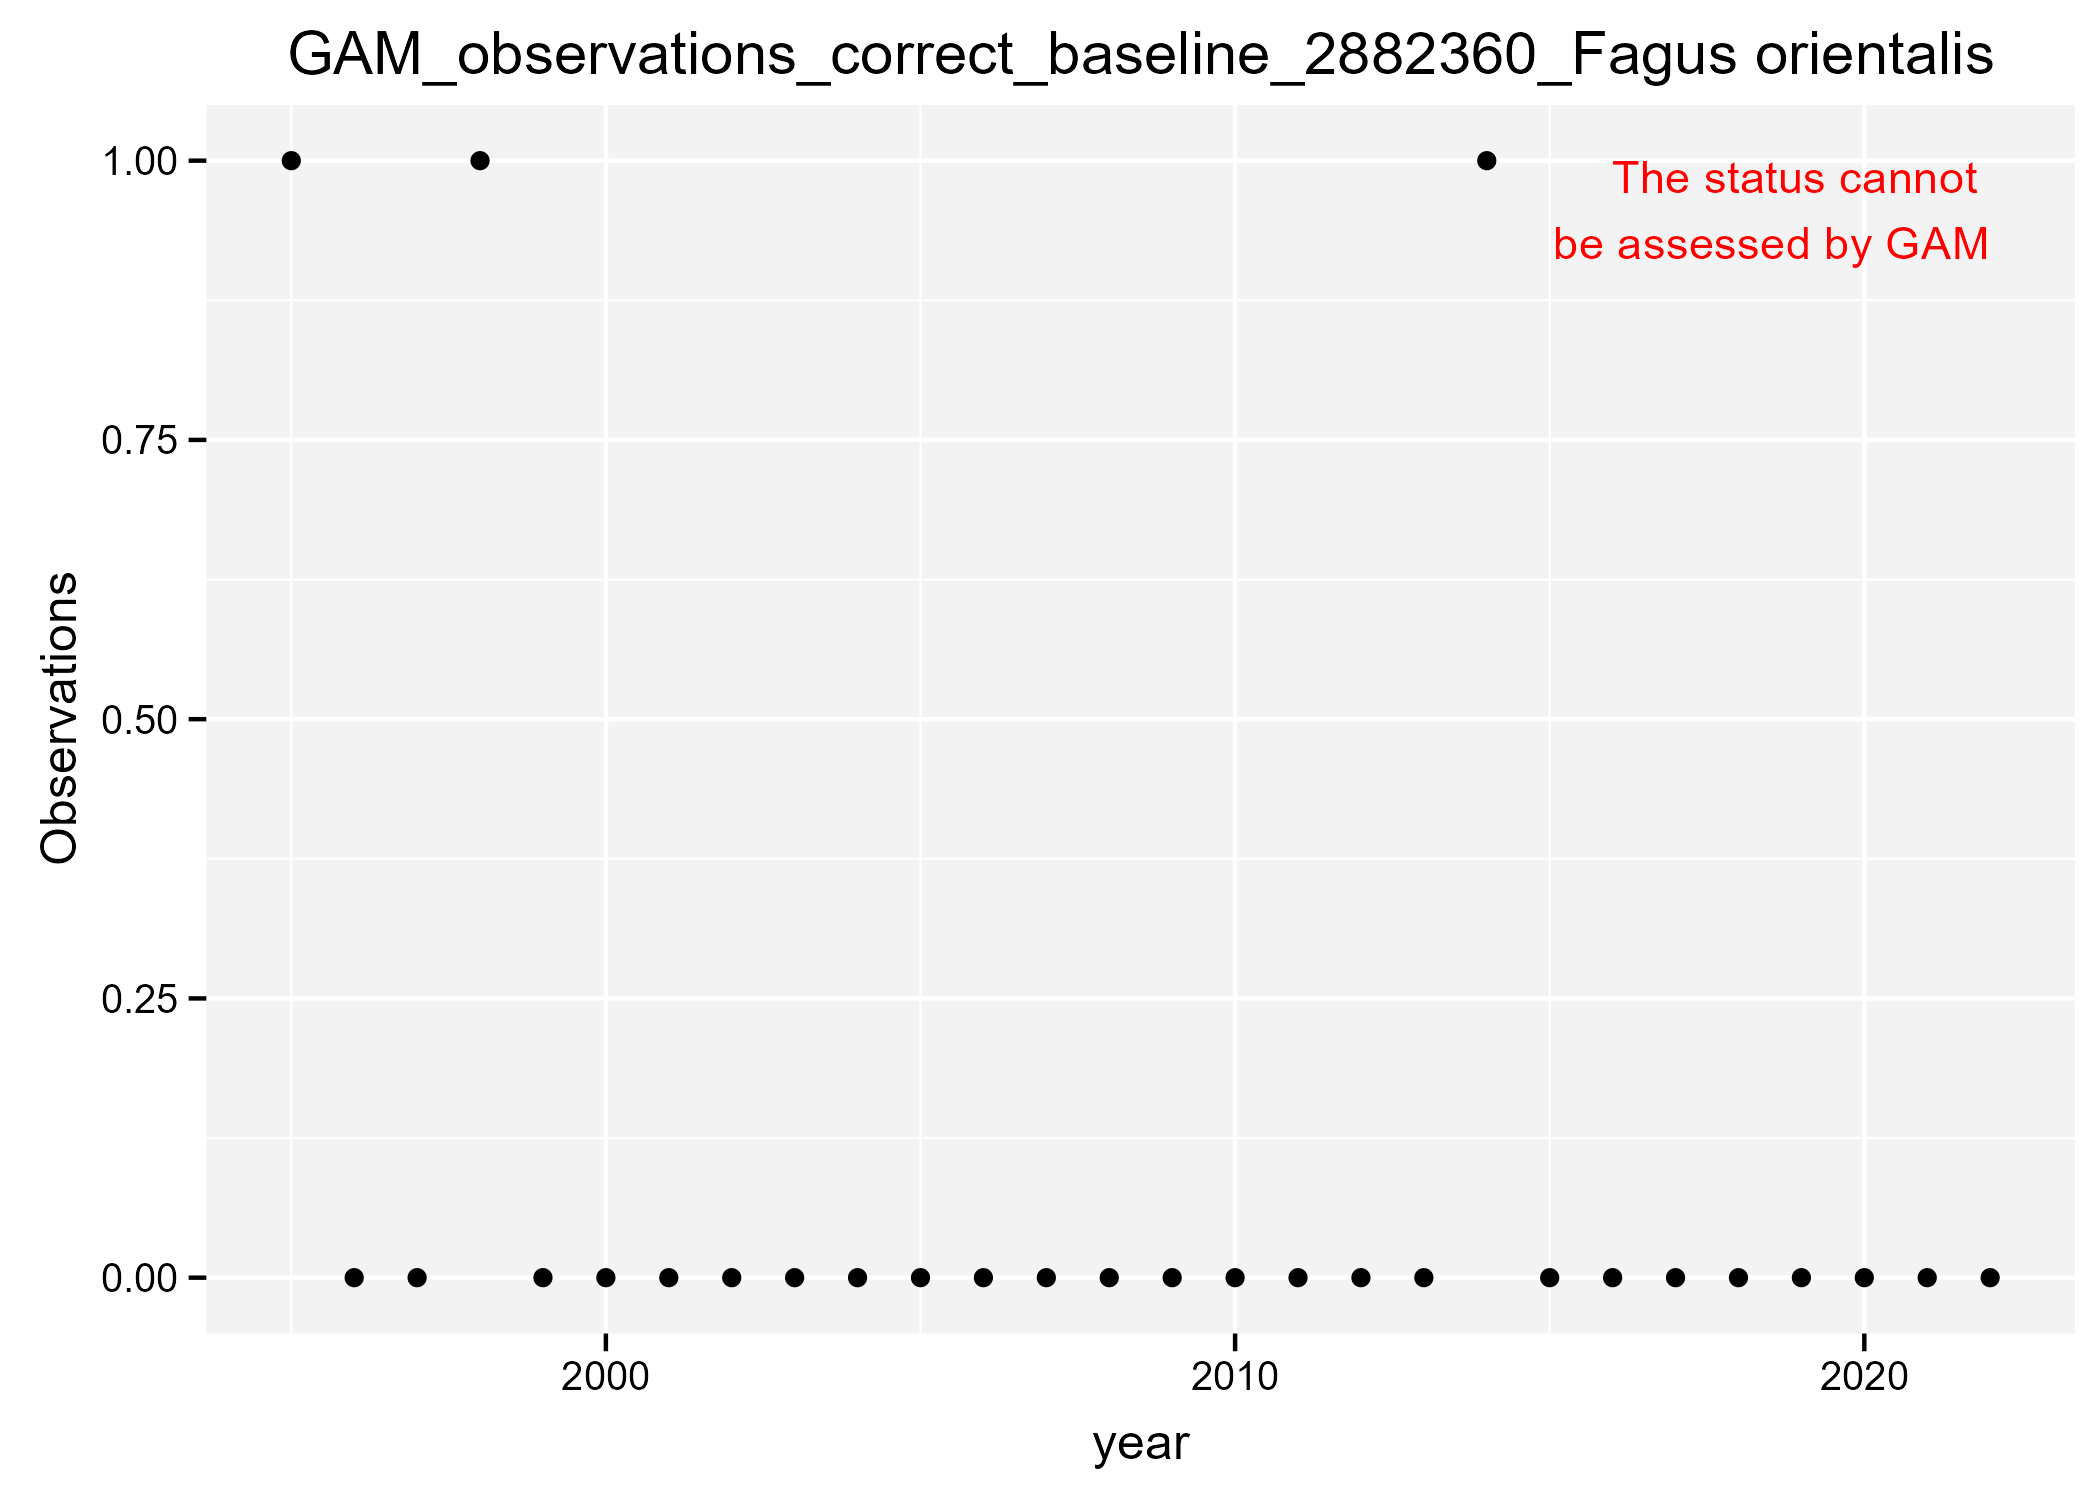 GAM_observations_correct_baseline_2882360_Fagus orientalis
The status cannot
be assessed by GAM
1.00
0.75
0.50
0.25
0.00
Observations
2000
2010
2020
year